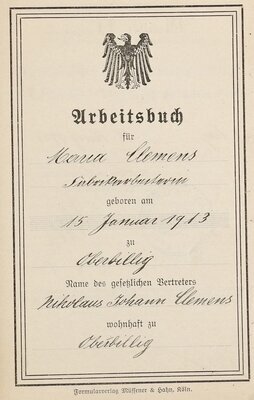 Arbeitsbuch
für
Maria Clemens
Fabrikarbeiterin
geboren am
15 Januar 1913
zu
Oberbillig
Name des gesetzlichen Vertreters
Nikolaus Johann Clemens
wohnhaft zu
Oberbillig
Formularverlag Müssener & Hahn, Köln.